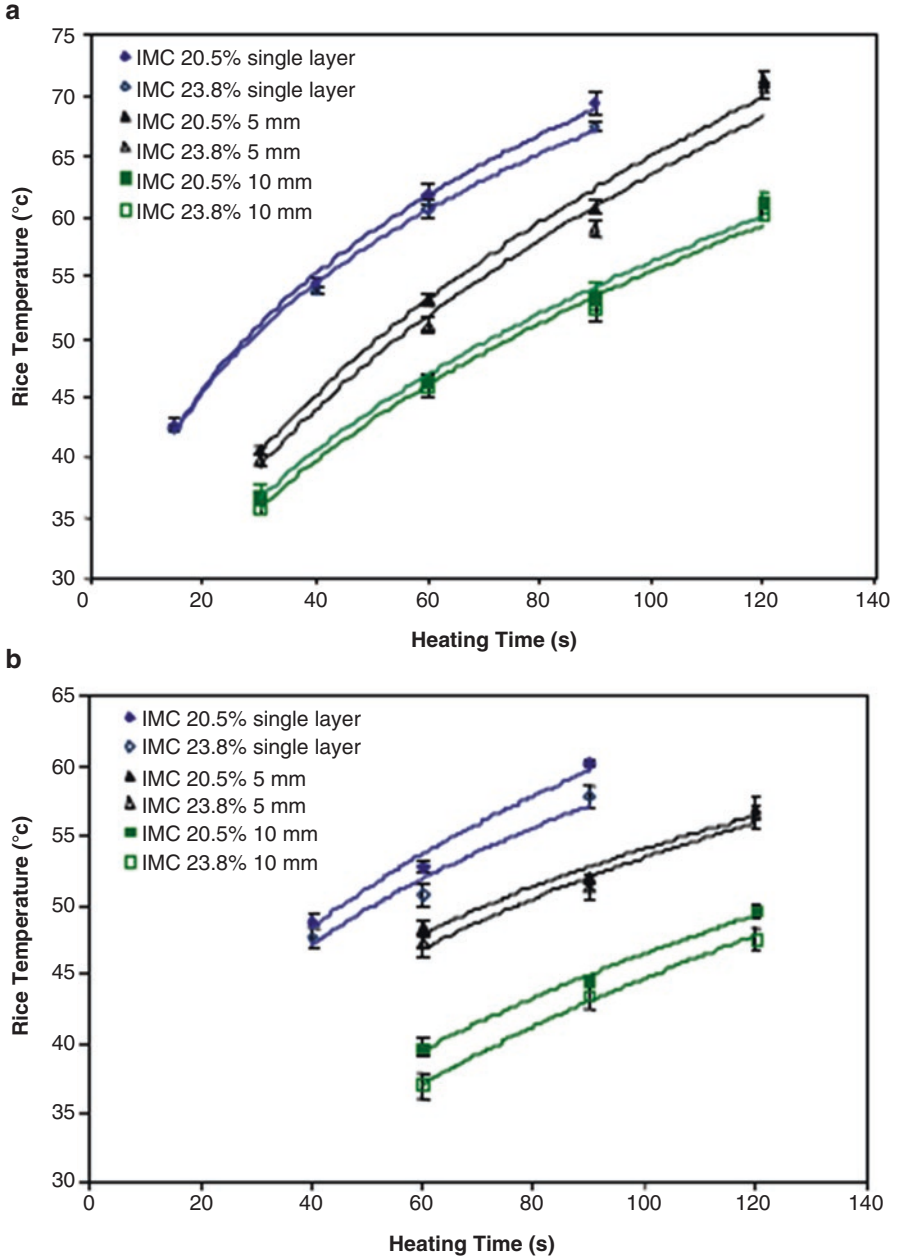 a
75
70
65
60
55
50
45
40
35
30
Rice Temperature (°c)
IMC 20.5% single layer
IMC 23.8% single layer
IMC 20.5% 5 mm
IMC 23.8% 5 mm
IMC 20.5% 10 mm
IMC 23.8% 10 mm
0 20 40 60 80 100 120 140
Heating Time (s)
b
65
60
55
50
45
40
35
30
Rice Temperature (°c)
IMC 20.5% single layer
IMC 23.8% single layer
IMC 20.5% 5 mm
IMC 23.8% 5 mm
IMC 20.5% 10 mm
IMC 23.8% 10 mm
0 20 40 60 80 100 120 140
Heating Time (s)